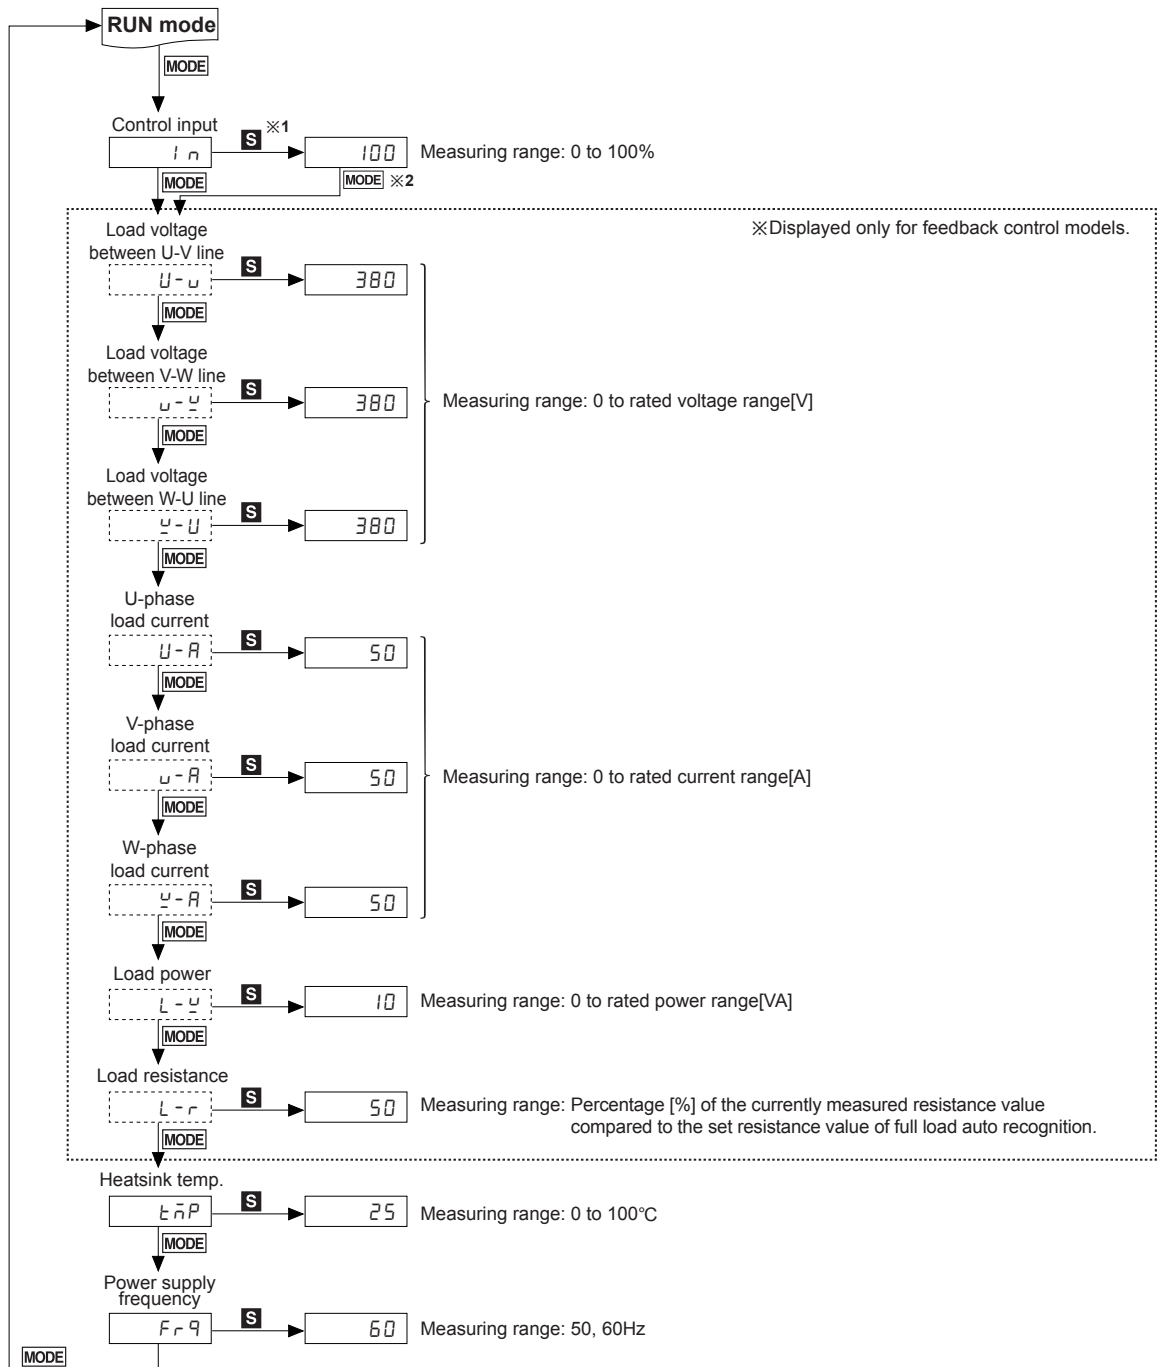 RUN mode
MODE
Control input
S ※1
In
100
Measuring range: 0 to 100%
MODE
MODE ※2
※Displayed only for feedback control models.
Load voltage
between U-V line
S
U-u
380
MODE
Load voltage
between V-W line
S
380
Measuring range: 0 to rated voltage range[V]
MODE
Load voltage
between W-U line
S
380
MODE
U-phase
load current
S
U-A
50
MODE
V-phase
load current
S
u-A
50
Measuring range: 0 to rated current range[A]
MODE
W-phase
load current
S
50
MODE
Load power
S
10
Measuring range: 0 to rated power range[VA]
MODE
Load resistance
S
L-r
50
Measuring range: Percentage [%] of the currently measured resistance value
compared to the set resistance value of full load auto recognition.
MODE
Heatsink temp.
S
25
Measuring range: 0 to 100℃
MODE
Power supply
frequency
S
Frq
60
Measuring range: 50, 60Hz
MODE